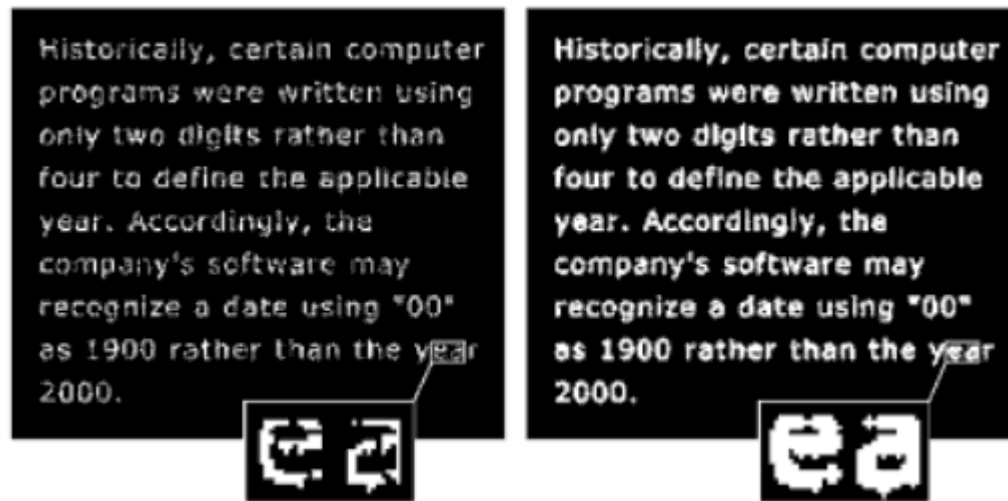 Historically, certain computer
programs were written using
only two digits rather than
four to define the applicable
year. Accordingly, the
company's software may
recognize a date using "00"
as 1900 rather than the year
2000.
ea
Historically, certain computer
programs were written using
only two digits rather than
four to define the applicable
year. Accordingly, the
company's software may
recognize a date using "00"
as 1900 rather than the year
2000.
ea